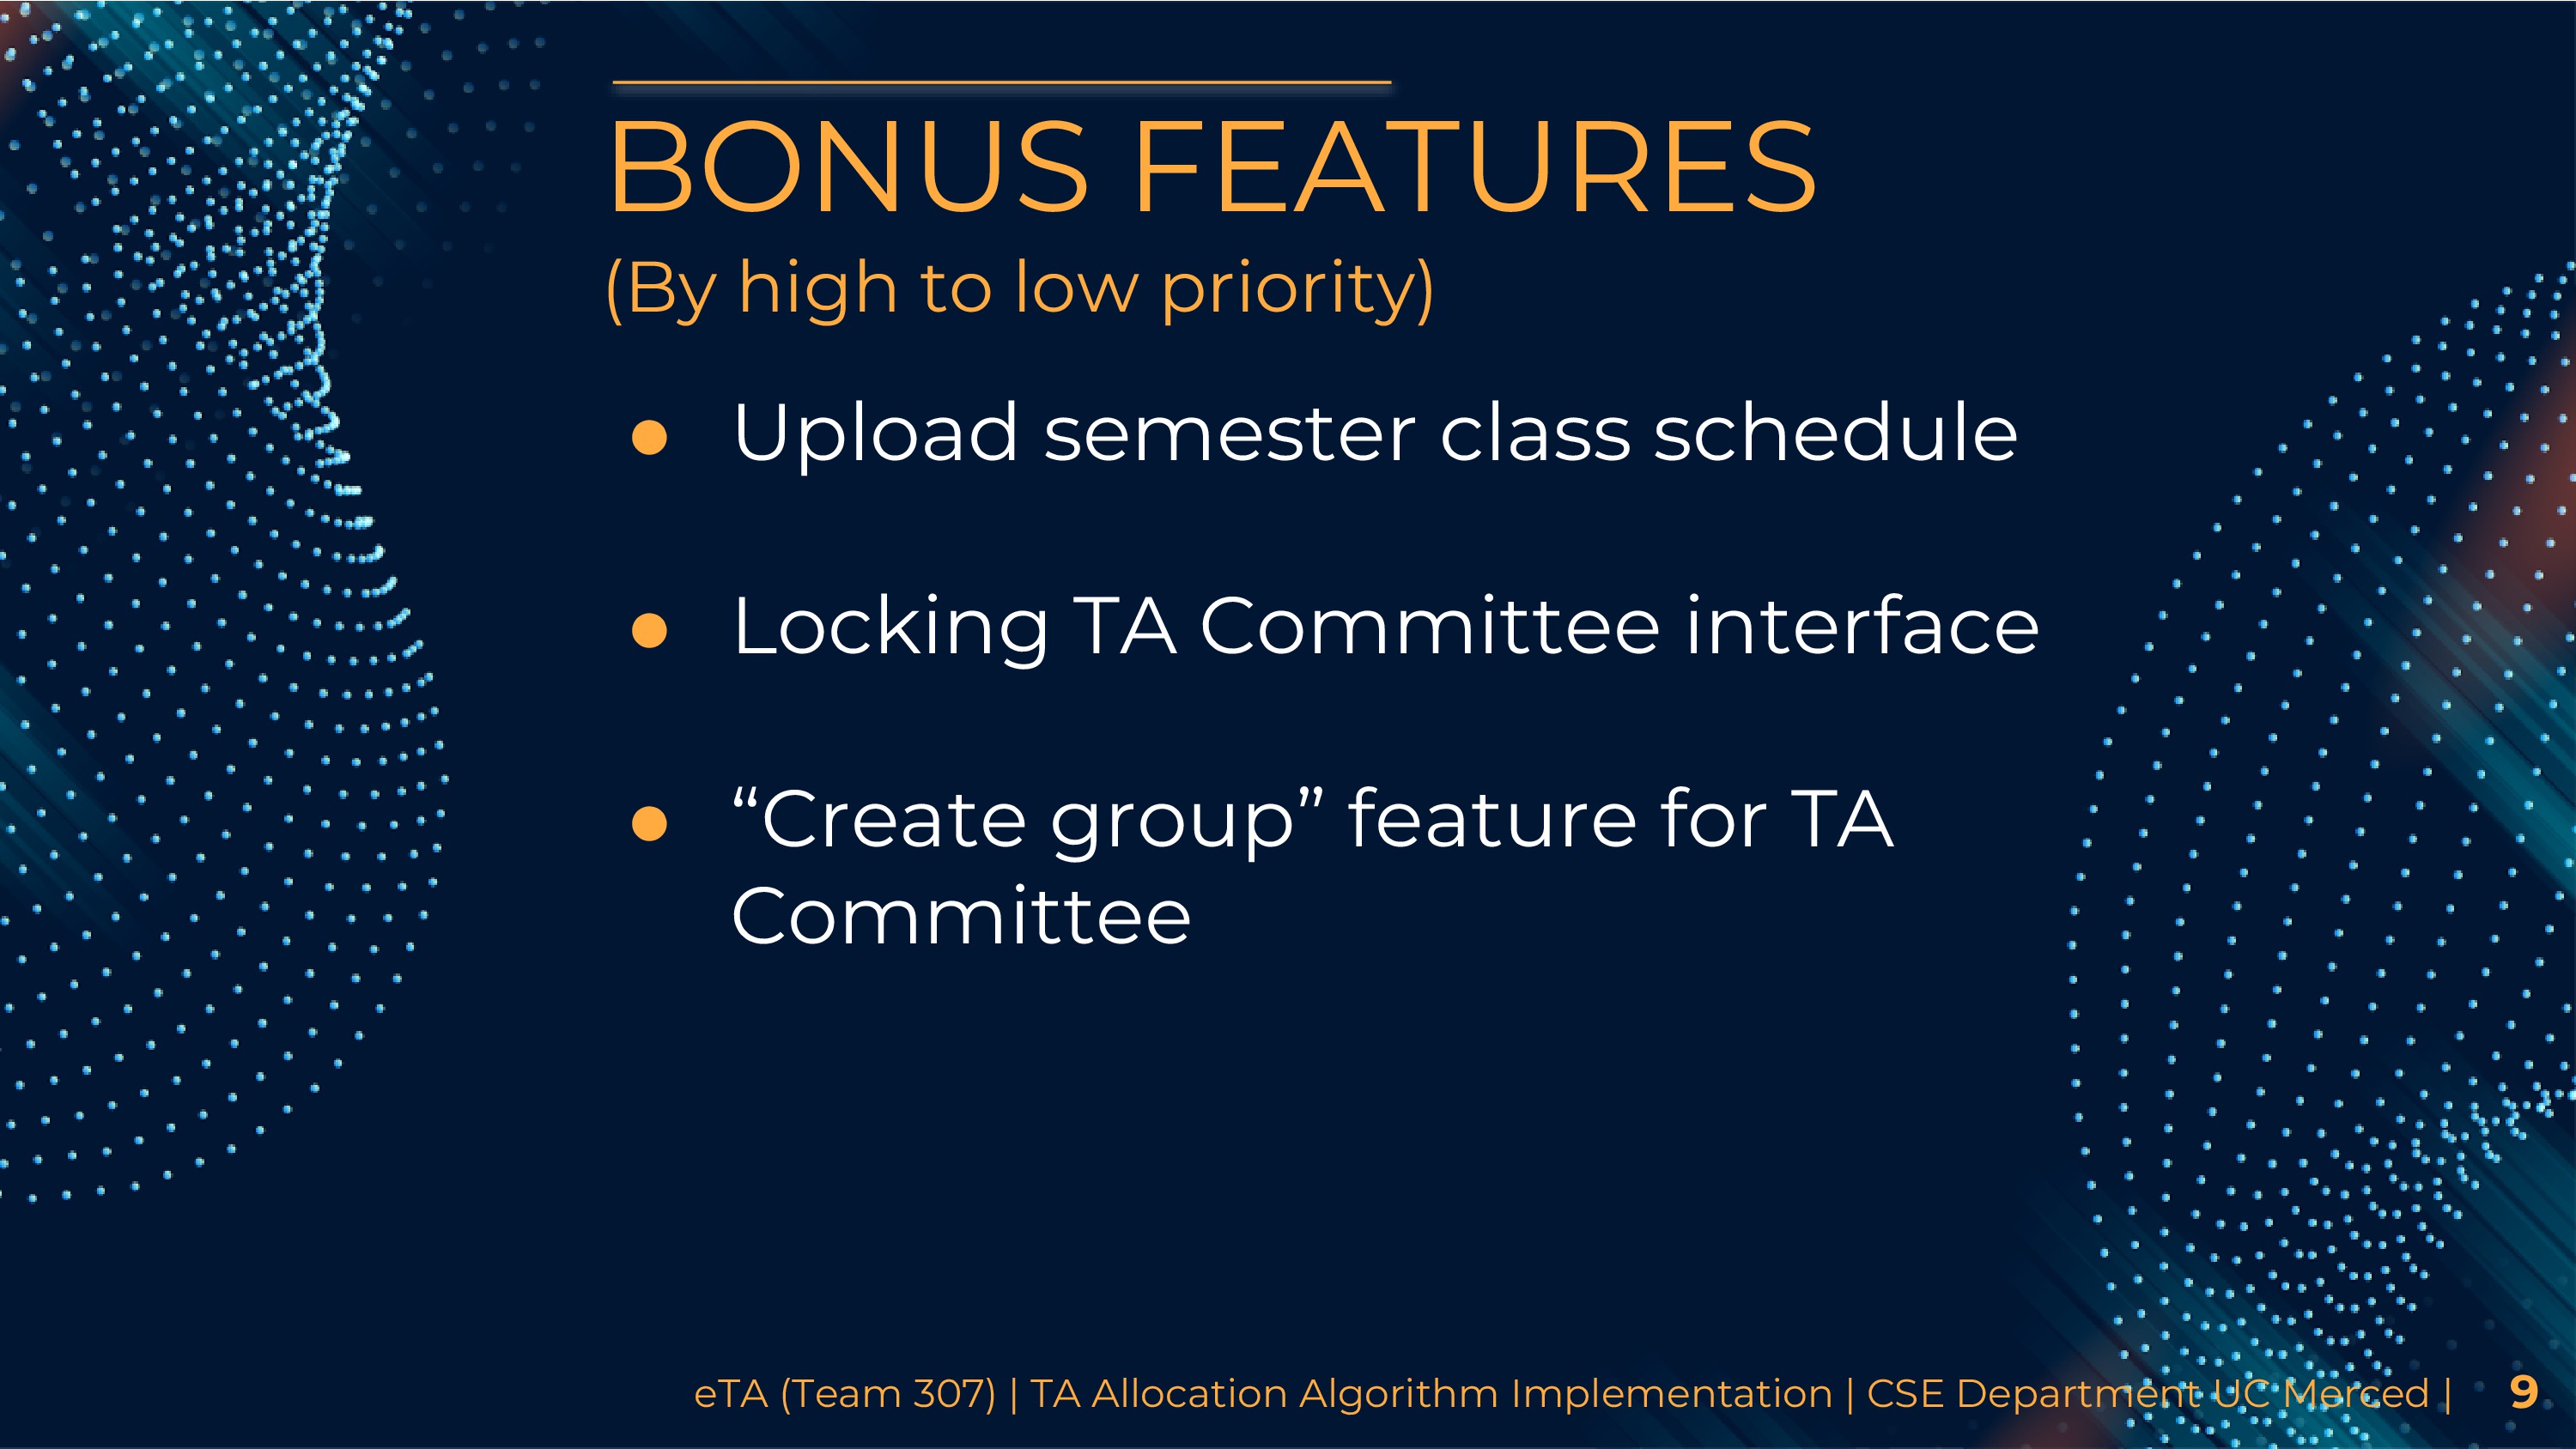 BONUS FEATURES
(By high to low priority)
● Upload semester class schedule
● Locking TA Committee interface
● “Create group” feature for TA
Committee
eTA (Team 307) | TA Allocation Algorithm Implementation | CSE Department UC Merced | 9